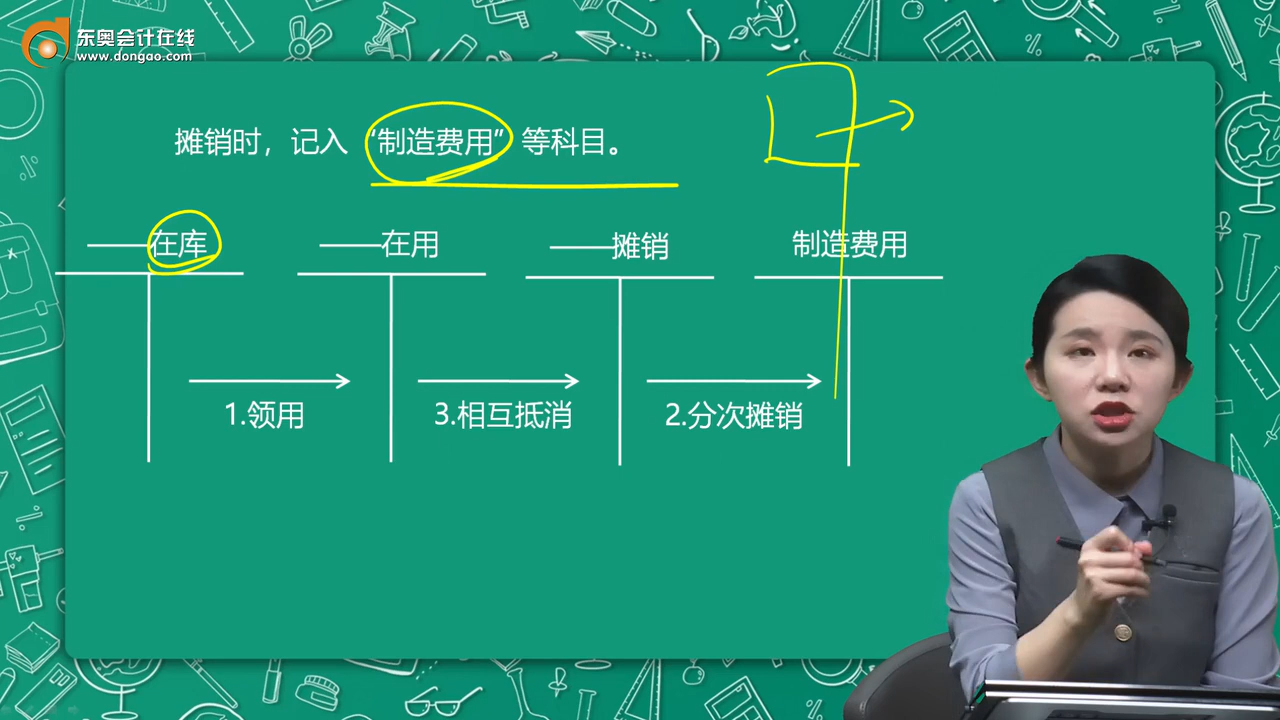 东奥会计在线
www.dongao.com
摊销时，记入“制造费用”等科目。
——在库 ——在用 ——摊销 制造费用
1.领用 3.相互抵消 2.分次摊销